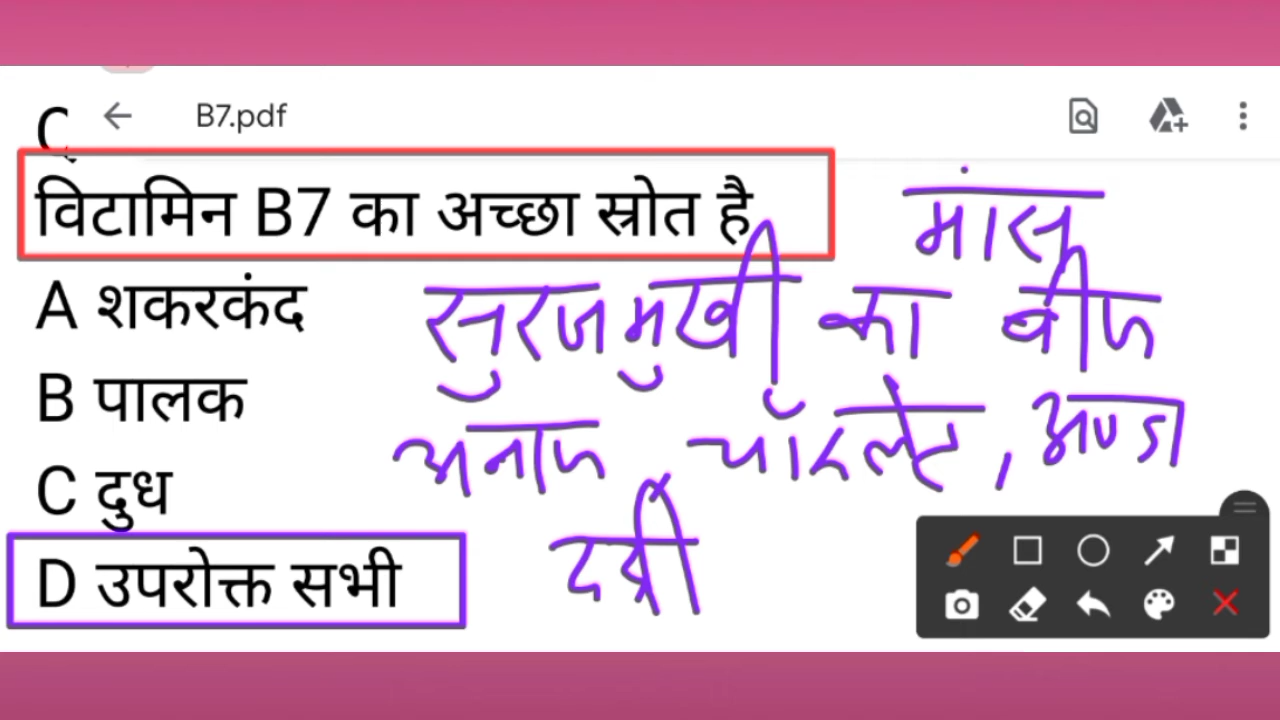 B7.pdf
विटामिन B7 का अच्छा स्रोत है
मांस
A शकरकंद
सुरजमुखी का बीज
B पालक
अनाज चॉकलेट, अण्डा
C दुध
दही
D उपरोक्त सभी